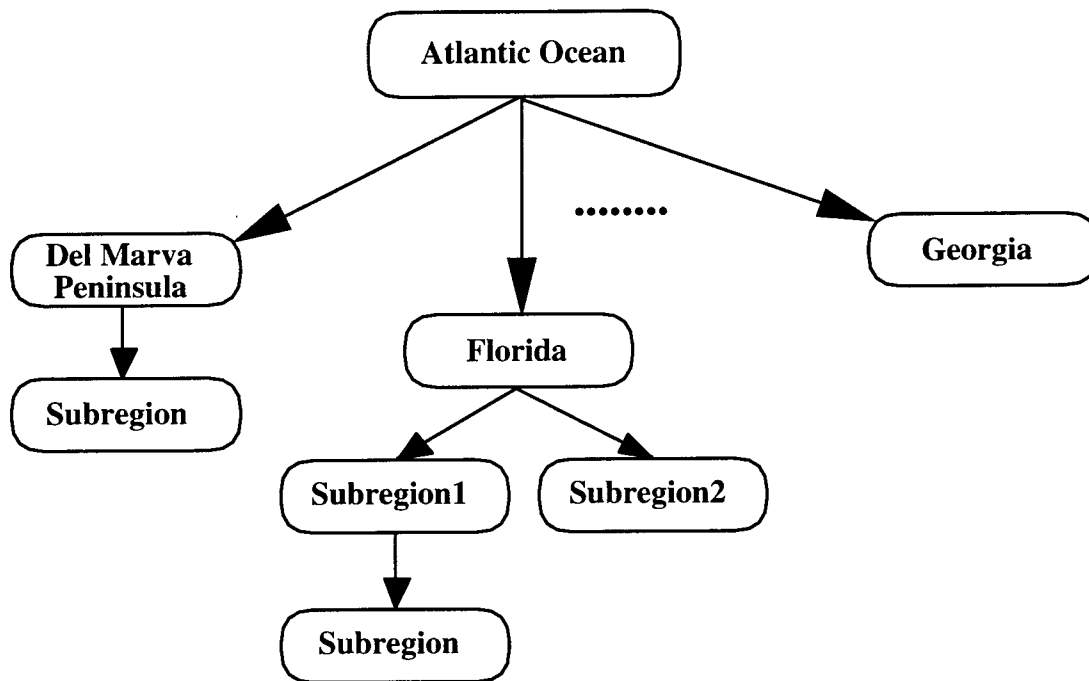 Atlantic Ocean
Del Marva
Peninsula
Georgia
Florida
Subregion
Subregion1
Subregion2
Subregion